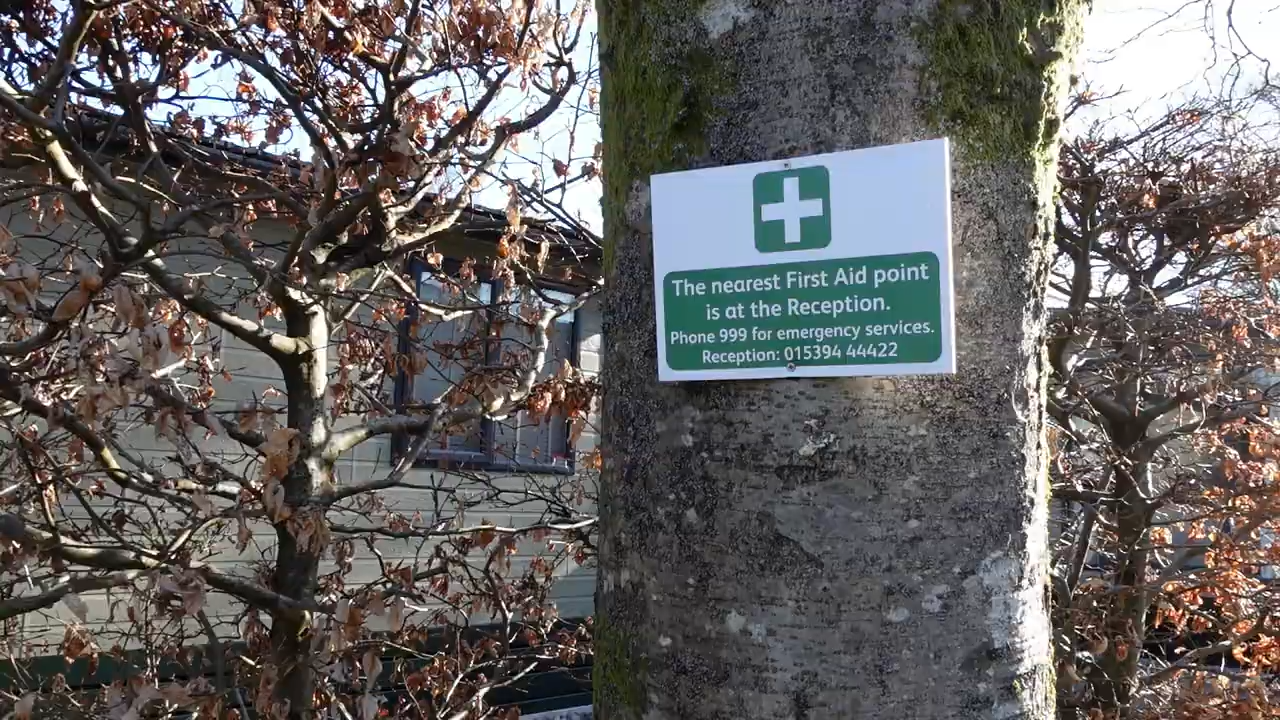 The nearest First Aid point
is at the Reception.
Phone 999 for emergency services.
Reception: 015394 44422